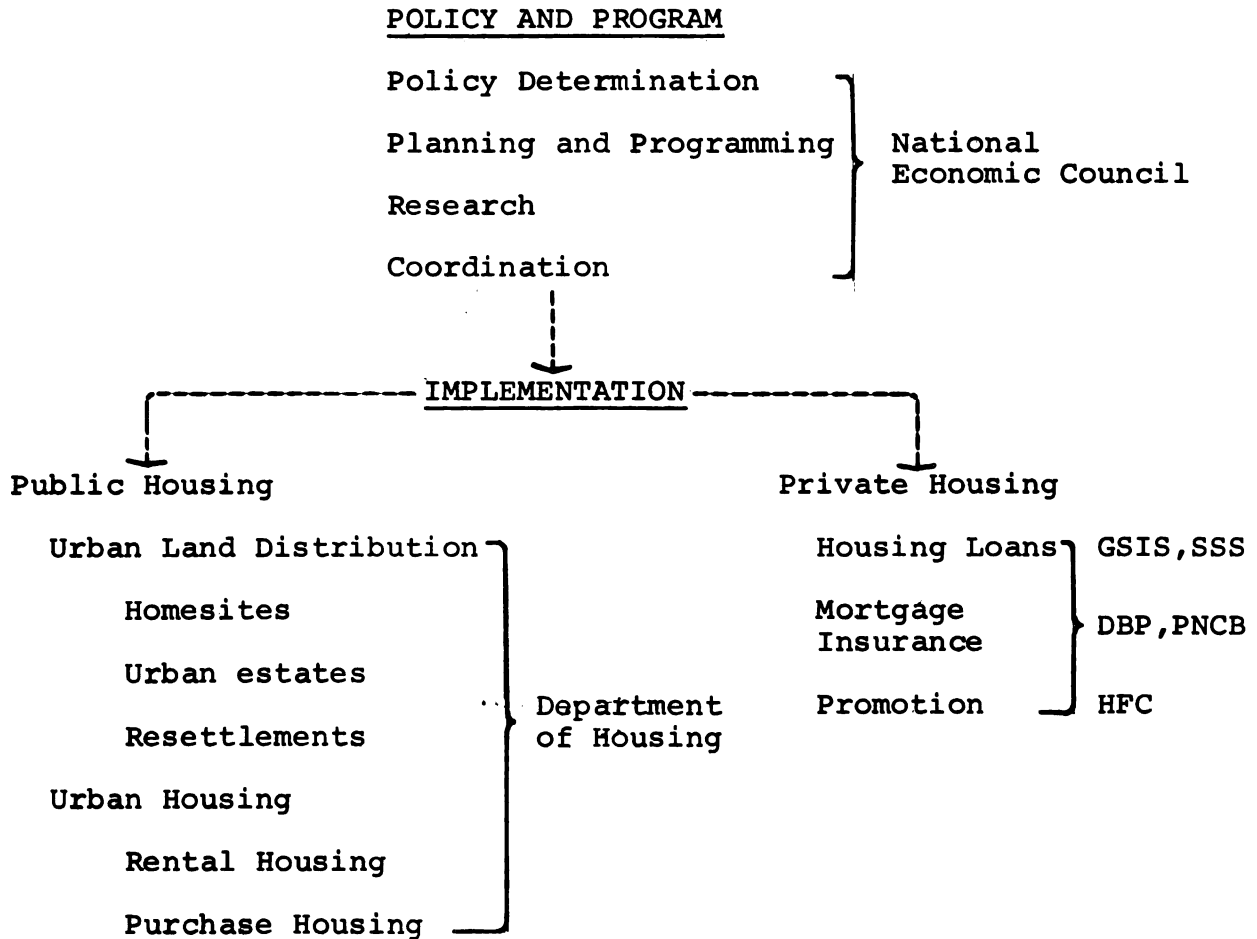 POLICY AND PROGRAM
Policy Determination
Planning and Programming
Research
Coordination
National
Economic Council
IMPLEMENTATION
Public Housing
Urban Land Distribution
Homesites
Urban estates
Resettlements
Urban Housing
Rental Housing
Purchase Housing
Department
of Housing
Private Housing
Housing Loans
Mortgage
Insurance
Promotion
GSIS,SSS
DBP,PNCB
HFC